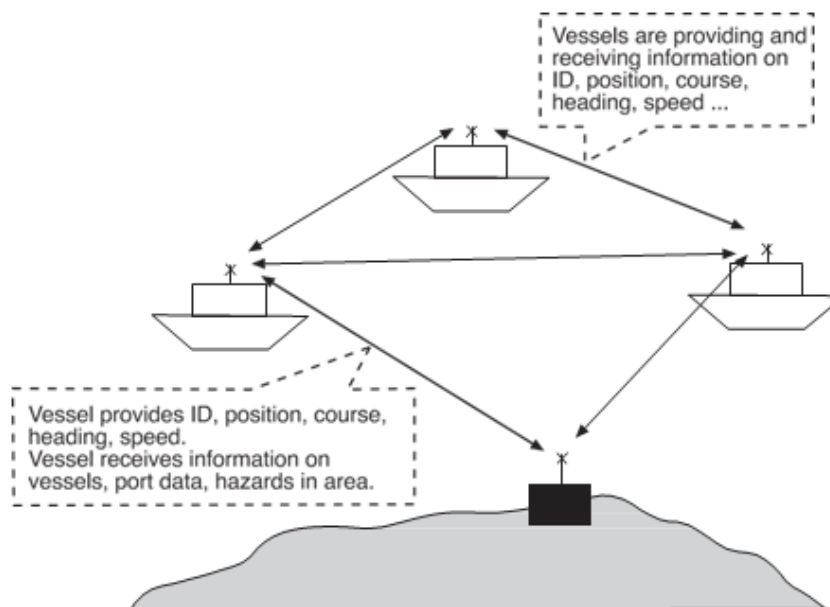 Vessels are providing and
receiving information on
ID, position, course,
heading, speed ...
Vessel provides ID, position, course,
heading, speed.
Vessel receives information on
vessels, port data, hazards in area.